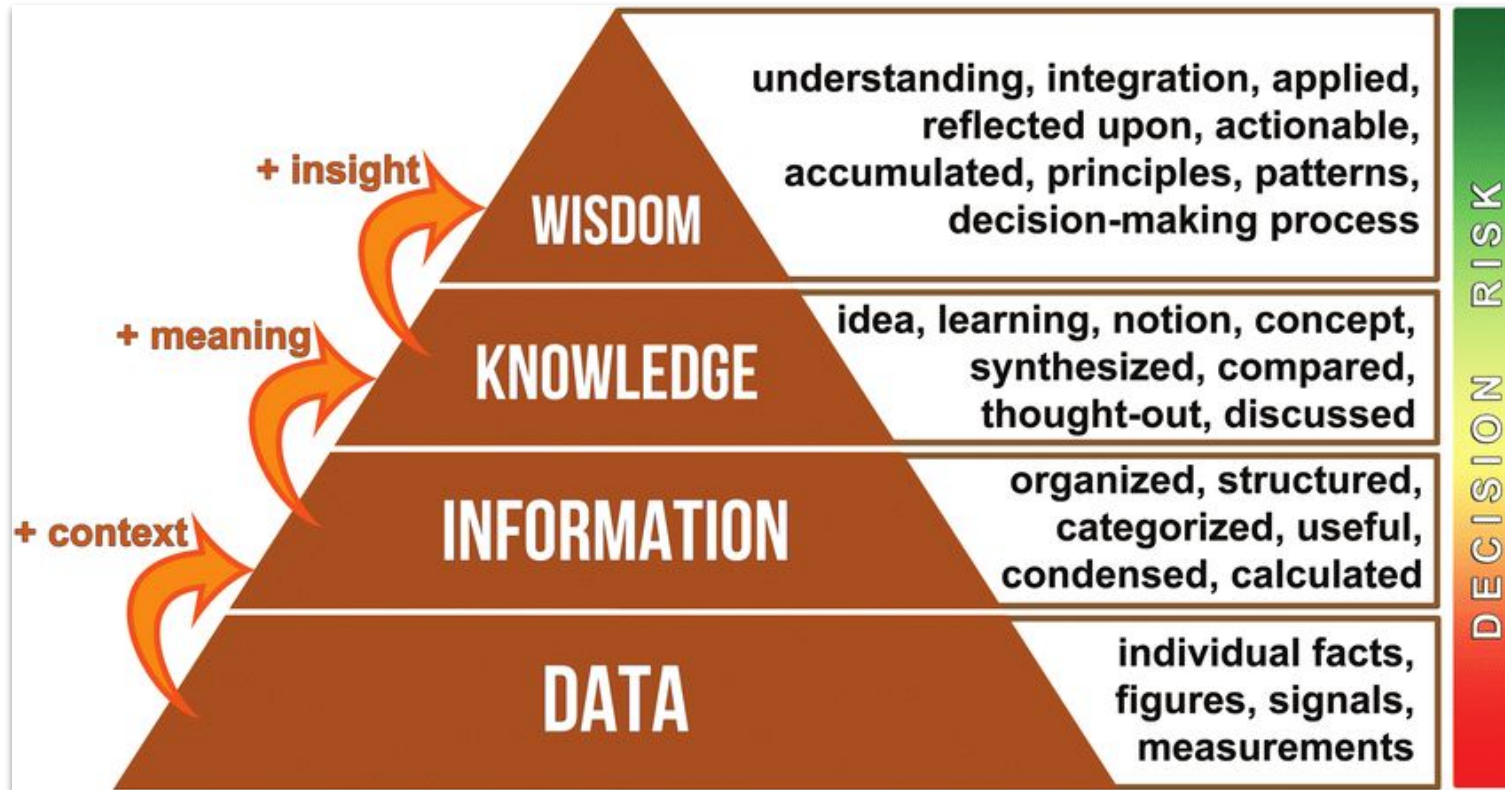 understanding, integration, applied,
reflected upon, actionable,
accumulated, principles, patterns,
decision-making process
+ insight
WISDOM
idea, learning, notion, concept,
synthesized, compared,
thought-out, discussed
+ meaning
KNOWLEDGE
organized, structured,
categorized, useful,
condensed, calculated
+ context
INFORMATION
individual facts,
figures, signals,
measurements
DATA
DECISION RISK